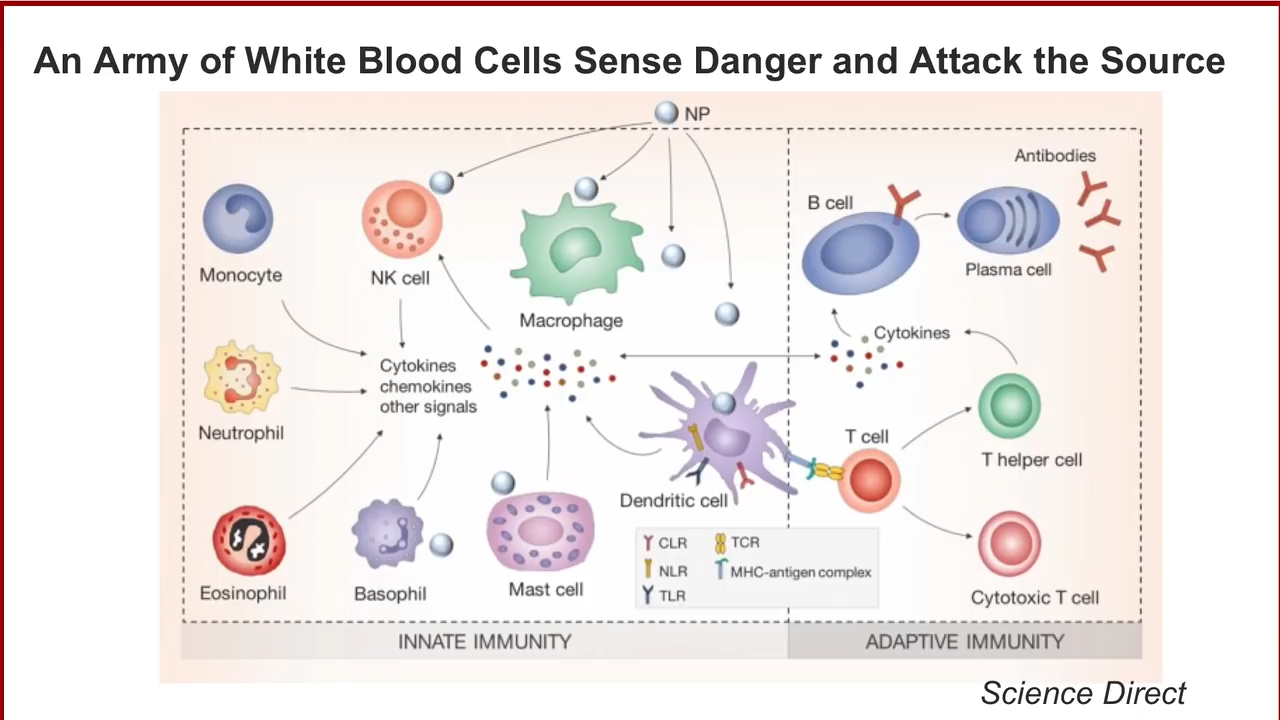 An Army of White Blood Cells Sense Danger and Attack the Source
NP
Antibodies
B cell
Monocyte
NK cell
Plasma cell
Macrophage
Cytokines
Cytokines
chemokines
other signals
Neutrophil
T cell
T helper cell
Dendritic cell
CLR
TCR
NLR
MHC-antigen complex
TLR
Eosinophil
Basophil
Mast cell
Cytotoxic T cell
INNATE IMMUNITY
ADAPTIVE IMMUNITY
Science Direct